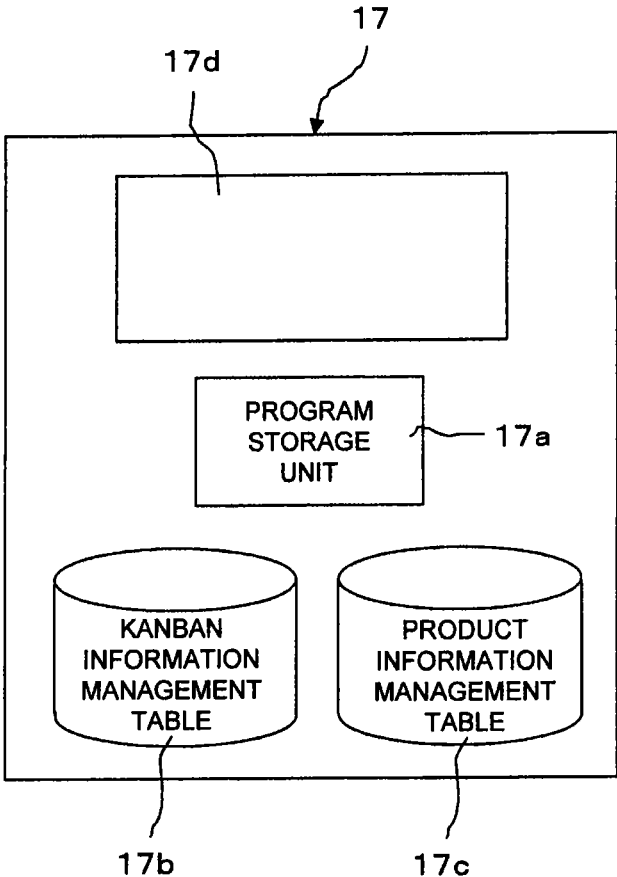 17
17d
PROGRAM
STORAGE
UNIT
17a
KANBAN
INFORMATION
MANAGEMENT
TABLE
PRODUCT
INFORMATION
MANAGEMENT
TABLE
17b
17c